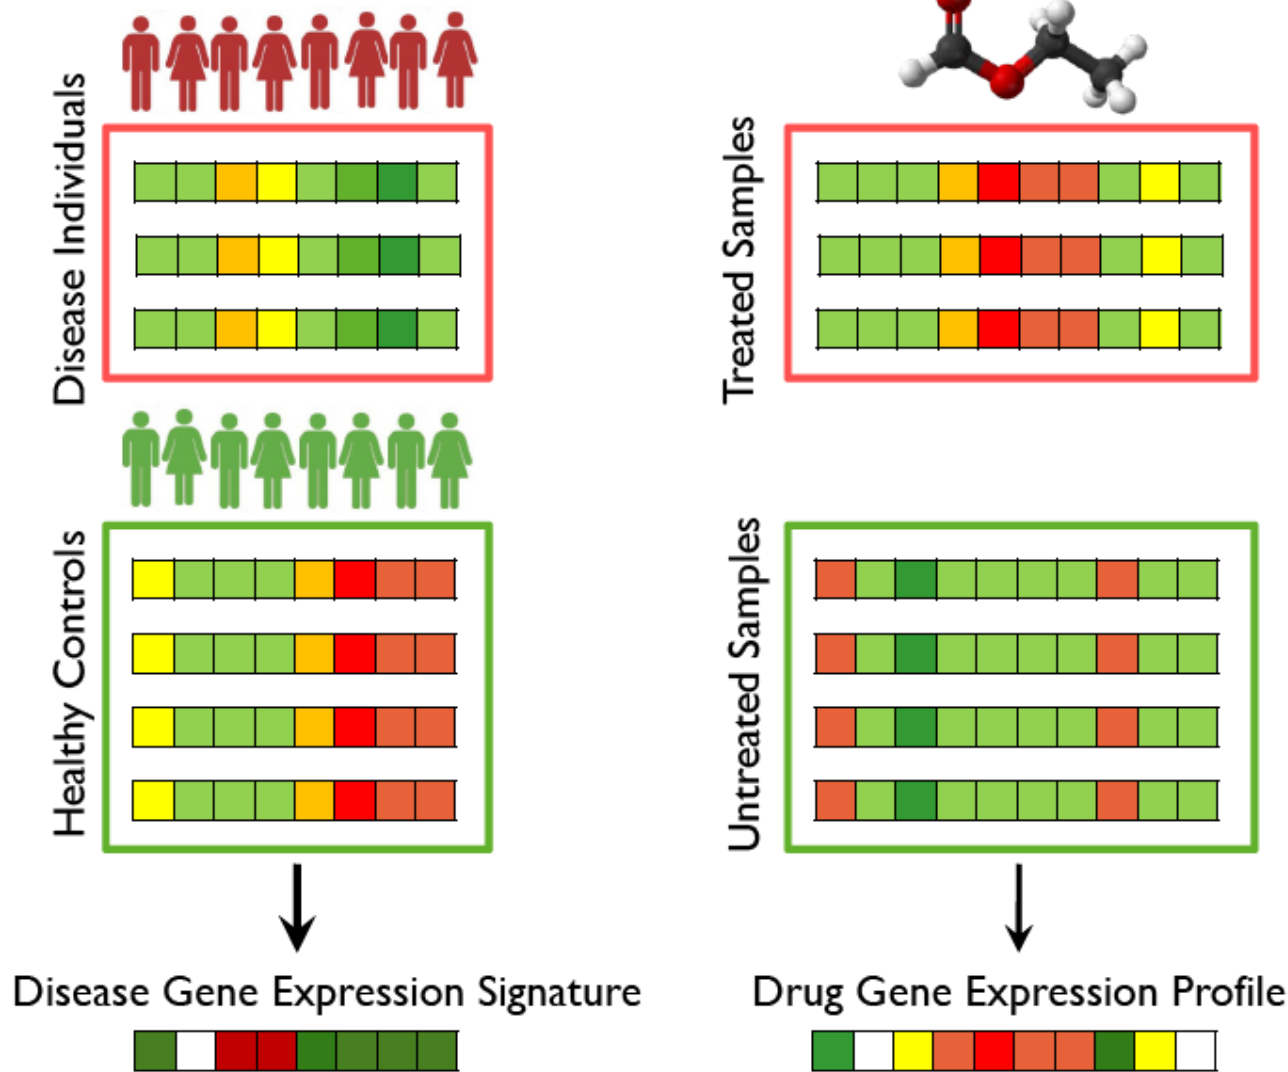 Disease Individuals
Treated Samples
Healthy Controls
Untreated Samples
Disease Gene Expression Signature
Drug Gene Expression Profile